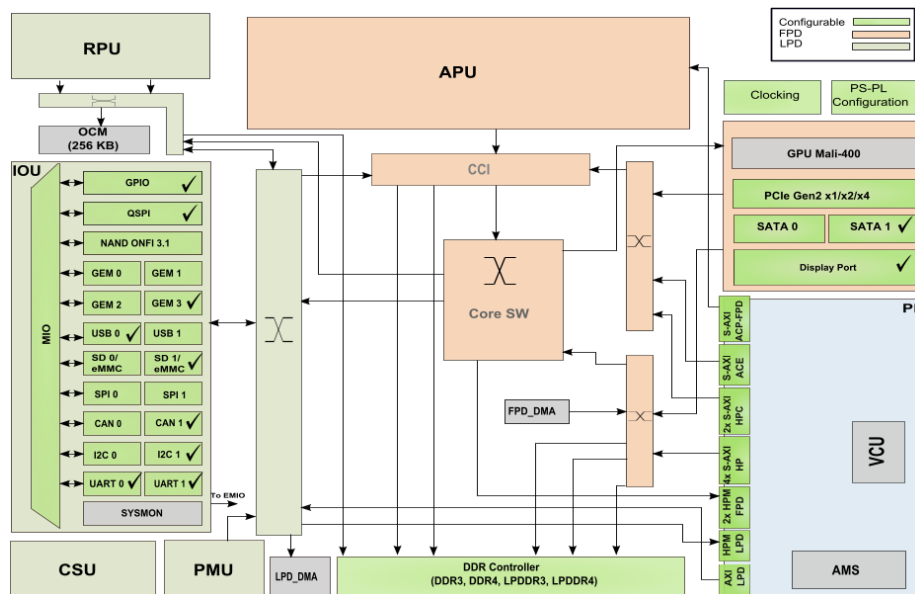 Configurable
FPD
LPD
RPU
APU
Clocking
PS-PL
Configuration
OCM
(256 KB)
GPU Mali-400
CCI
IOU
GPIO
PCIe Gen2 x1/x2/x4
QSPI
SATA 0
SATA 1
NAND ONFI 3.1
Display Port
GEM 0
GEM 1
GEM 2
GEM 3
Core SW
MIO
USB 0
USB 1
SD 0/
eMMC
SD 1/
eMMC
SPI 0
SPI 1
CAN 0
CAN 1
I2C 0
I2C 1
UART 0
UART 1
SYSMON
To EMIO
FPD_DMA
S-AXI
ACP-FPD
S-AXI
ACE
2x S-AXI
HPC
4x S-AXI
HP
2x HPM
FPD
HPM
LPD
AXI
LPD
VCU
AMS
CSU
PMU
LPD_DMA
DDR Controller
(DDR3, DDR4, LPDDR3, LPDDR4)